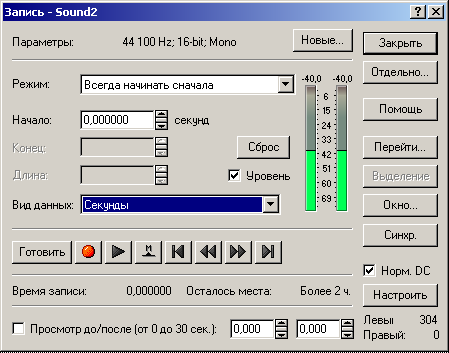 Запись - Sound2
Параметры: 44 100 Hz; 16-bit; Mono
Новые...
Закрыть
Режим: Всегда начинать сначала
-40,0 -40,0
Отдельно...
Начало: 0,000000 секунд
6
15
24
33
42
51
60
69
Помощь
Конец:
Сброс
Перейти...
Длина:
Уровень
Выделение
Вид данных: Секунды
Окно...
Синхр.
Готовить
Норм. DC
Время записи: 0,000000 Осталось места: Более 2 ч.
Настроить
Просмотр до/после (от 0 до 30 сек.): 0,000 0,000
Левы 304
Правый: 0